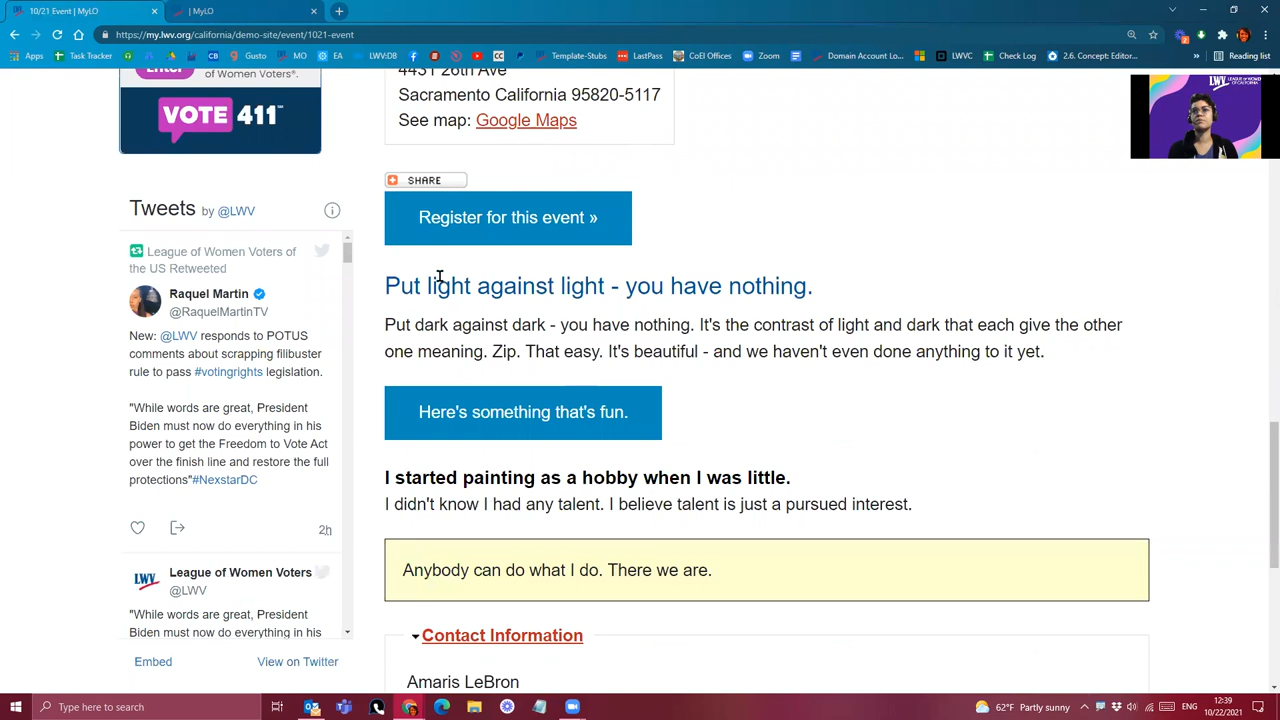 10/21 Event | MyLO
| MyLO
https://my.lwv.org/california/demo-site/event/1021-event
Apps
Task Tracker
CB
Gusto
MO
EA
LWV:DB
Template-Stubs
LastPass
CoEI Offices
Zoom
Domain Account Lo...
LWVC
Check Log
2.6. Concept: Editor...
Reading list
Enter
of Women Voters®.
VOTE 411™
4431 26th Ave
Sacramento California 95820-5117
See map: Google Maps
SHARE
Register for this event »
Tweets by @LWV
League of Women Voters of
the US Retweeted
Raquel Martin
@RaquelMartinTV
New: @LWV responds to POTUS
comments about scrapping filibuster
rule to pass #votingrights legislation.
"While words are great, President
Biden must now do everything in his
power to get the Freedom to Vote Act
over the finish line and restore the full
protections"#NexstarDC
2h
LWV
League of Women Voters
@LWV
"While words are great, President
Biden must now do everything in his
Embed
View on Twitter
Put light against light - you have nothing.
Put dark against dark - you have nothing. It's the contrast of light and dark that each give the other
one meaning. Zip. That easy. It's beautiful - and we haven't even done anything to it yet.
Here's something that's fun.
I started painting as a hobby when I was little.
I didn't know I had any talent. I believe talent is just a pursued interest.
Anybody can do what I do. There we are.
Contact Information
Amaris LeBron
LWV
LEAGUE OF WOMEN VOTERS
OF CALIFORNIA
Type here to search
62°F Partly sunny
12:39
10/22/2021